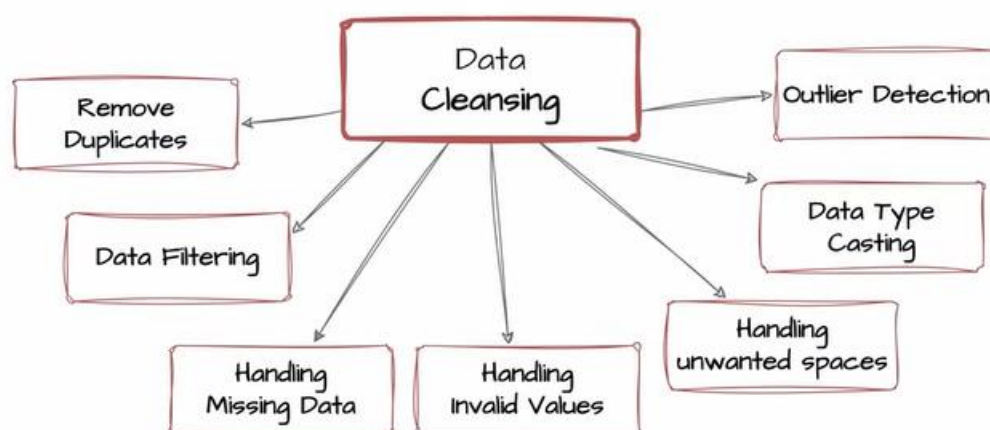 Data
Cleansing
Remove
Duplicates
Outlier Detection
Data Type
Casting
Data Filtering
Handling
unwanted spaces
Handling
Missing Data
Handling
Invalid Values